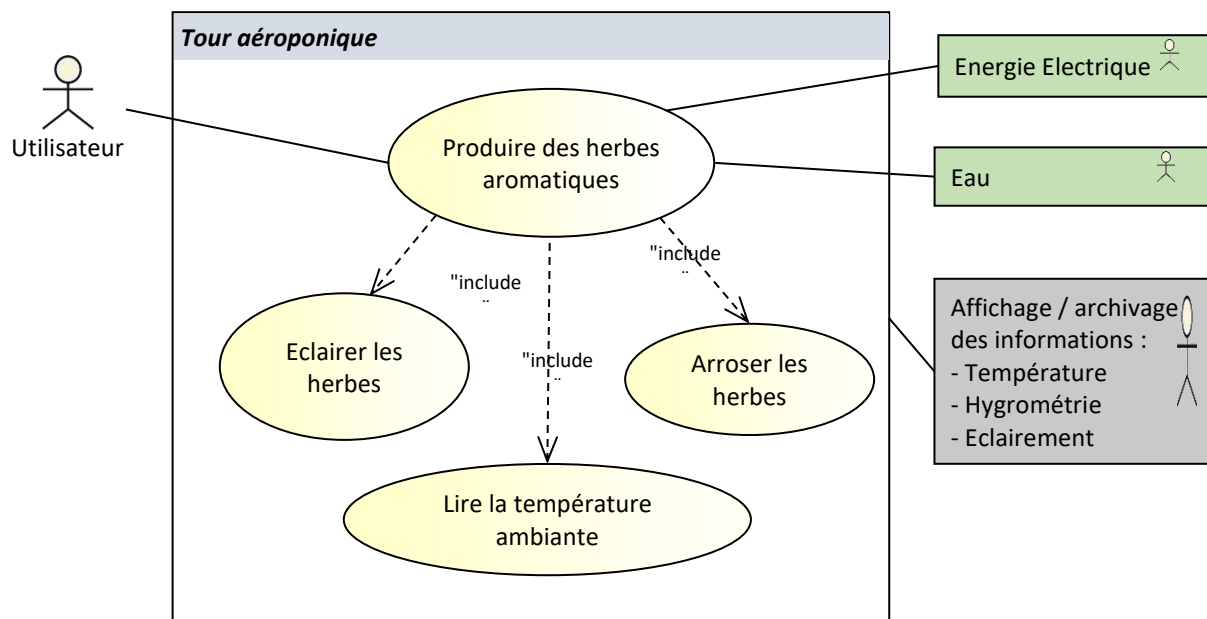 Tour aéroponique
Utilisateur
Produire des herbes
aromatiques
Energie Electrique
Eau
"include
¨
"include
¨
"include
¨
Eclairer les
herbes
Arroser les
herbes
Lire la température
ambiante
Affichage / archivage
des informations :
- Température
- Hygrométrie
- Eclairement